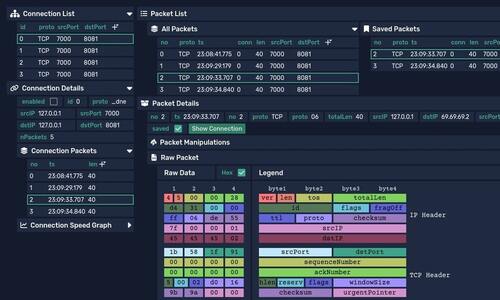 Connection List
id proto srcPort dstPort
0 TCP 7000 8081
1 TCP 7000 8081
2 TCP 7000 8081
3 TCP 7000 8081
Connection Details
enabled id 0 proto _dne
srcIP 127.0.0.1 srcPort 7000
dstIP 127.0.0.1 dstPort 8081
nPackets 5
Connection Packets
no ts len
0 23:08:41.775 40
1 23:09:29.179 40
2 23:09:33.707 40
3 23:09:34.840 40
Connection Speed Graph
Packet List
All Packets
no proto ts conn len srcPort dstPort
0 TCP 23:08:41.775 0 40 7000 8081
1 TCP 23:09:29.179 0 40 7000 8081
2 TCP 23:09:33.707 0 40 7000 8081
3 TCP 23:09:34.840 0 40 7000 8081
Saved Packets
no proto ts conn
2 TCP 23:09:33.707 0
3 TCP 23:09:34.840 0
Packet Details
no 2 ts 23:09:33.707 no 2 proto TCP proto 06 totalLen 40 srcIP 127.0.0.1 dstIP 69.69.69.2
saved Show Connection
Packet Manipulations
Raw Packet
Raw Data Hex Legend
1 2 3 4 byte1 byte2 byte3 byte4
4 5 00 00 28 ver len tos totalLen
d4 31 00 00 id flags fragOff
ff 06 de 55 ttl proto checksum IP Header
7f 00 00 01 srcIP
45 45 45 02 dstIP
1b 58 1f 91 srcPort dstPort
00 00 00 00 sequenceNumber
00 00 00 00 ackNumber TCP Header
5 00 02 d0 16 hlen reserv flags windowSize
9b 9a 00 00 checksum urgentPointer